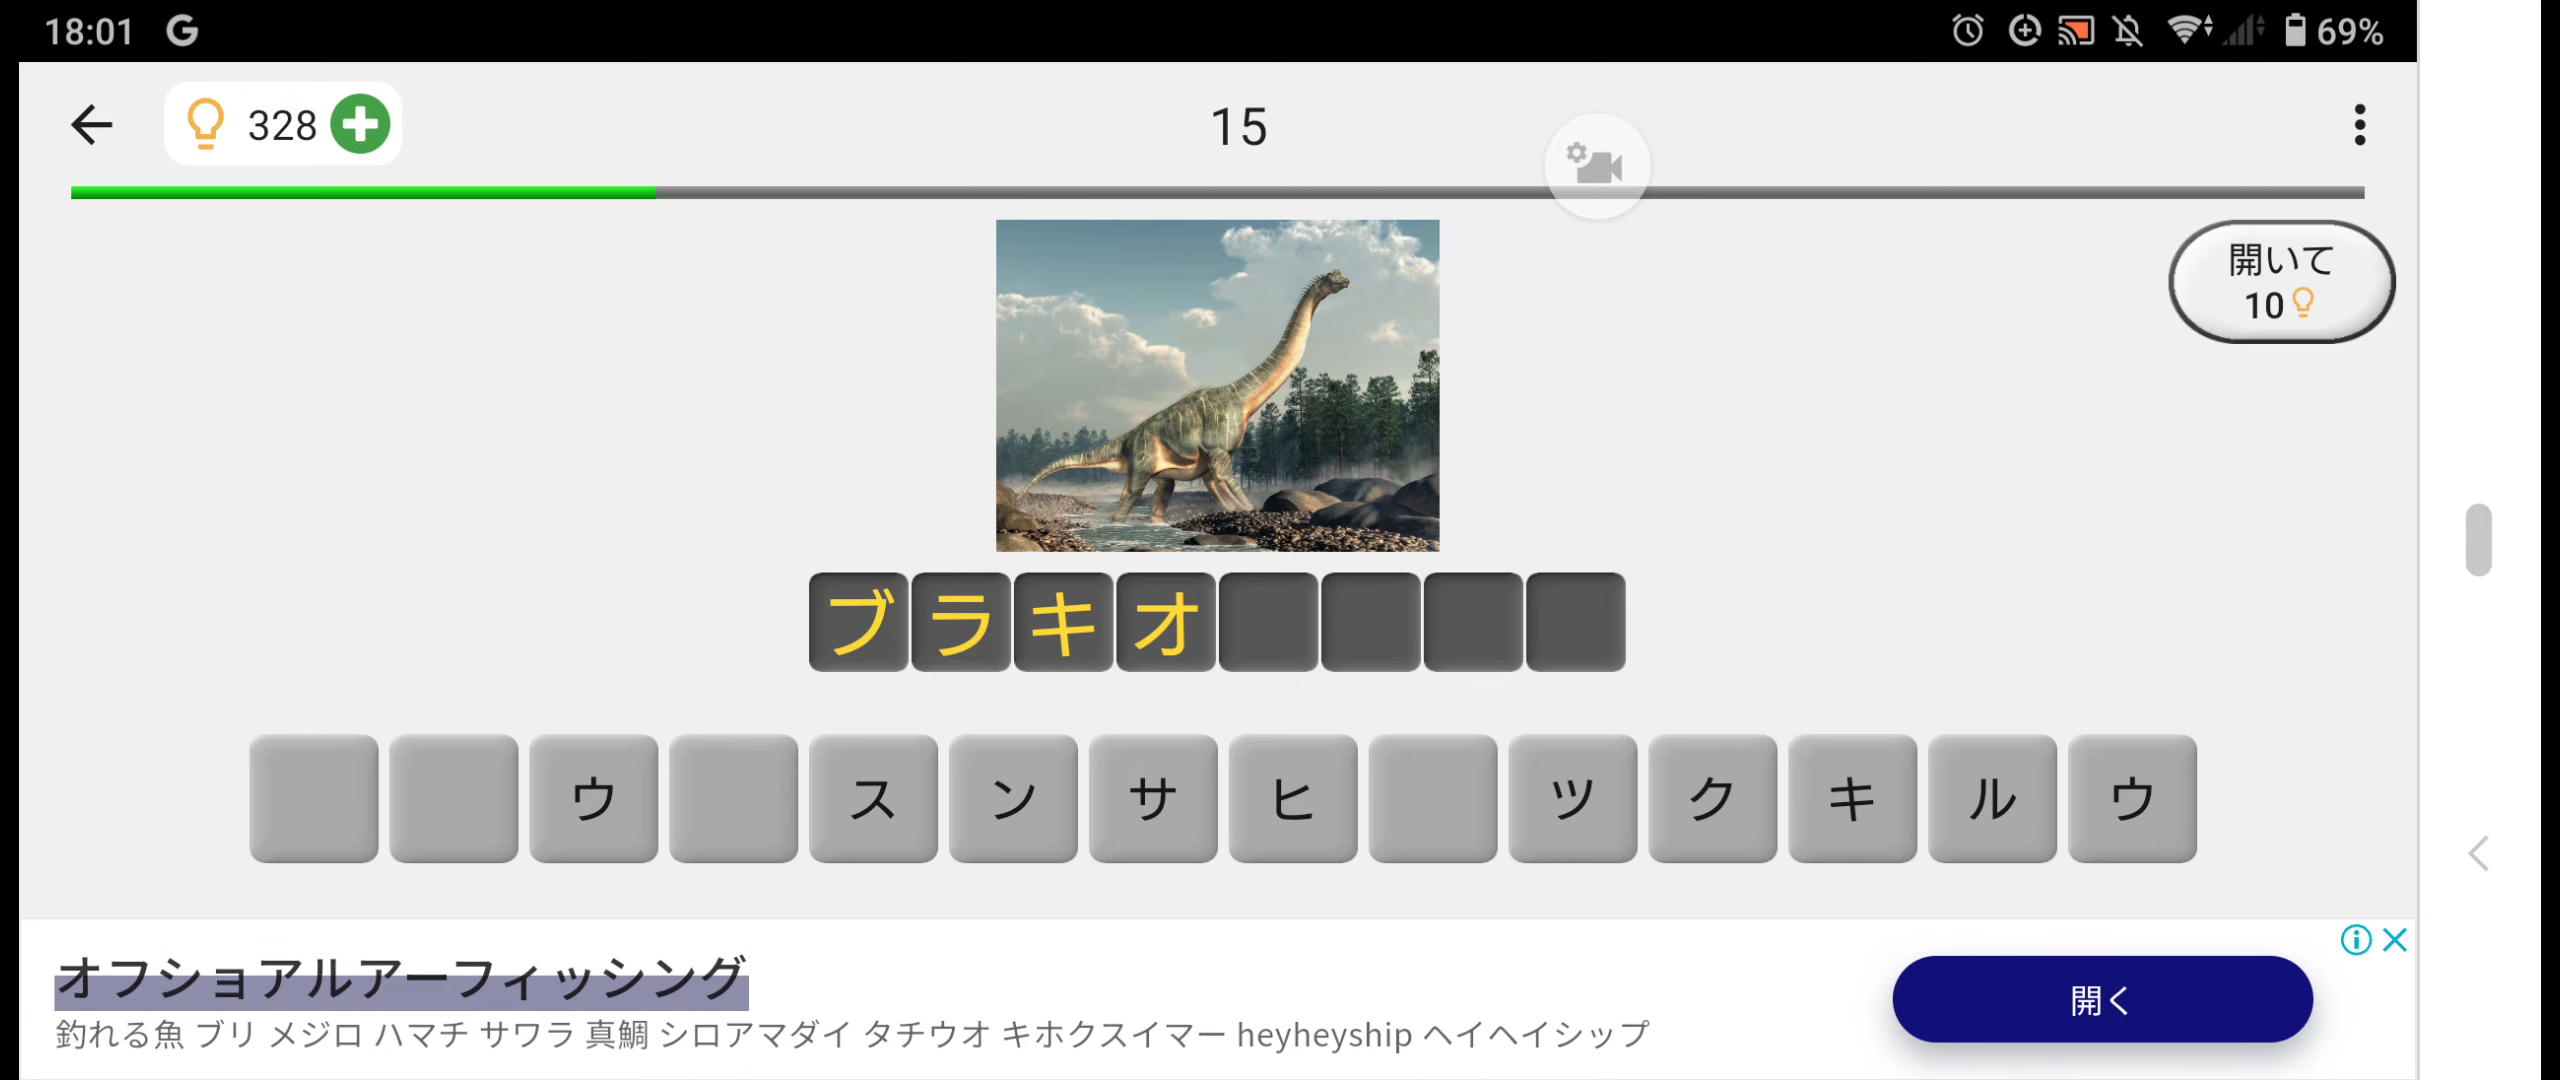 18:01 G 69%
328
15
開いて
10
ブラキオ
ウ スンサヒ ツクキルウ
オフショアルアーフィッシング
釣れる魚 ブリ メジロ ハマチ サワラ 真鯛 シロアマダイ タチウオ キホクスイマー heyheyship ヘイヘイシップ
開く